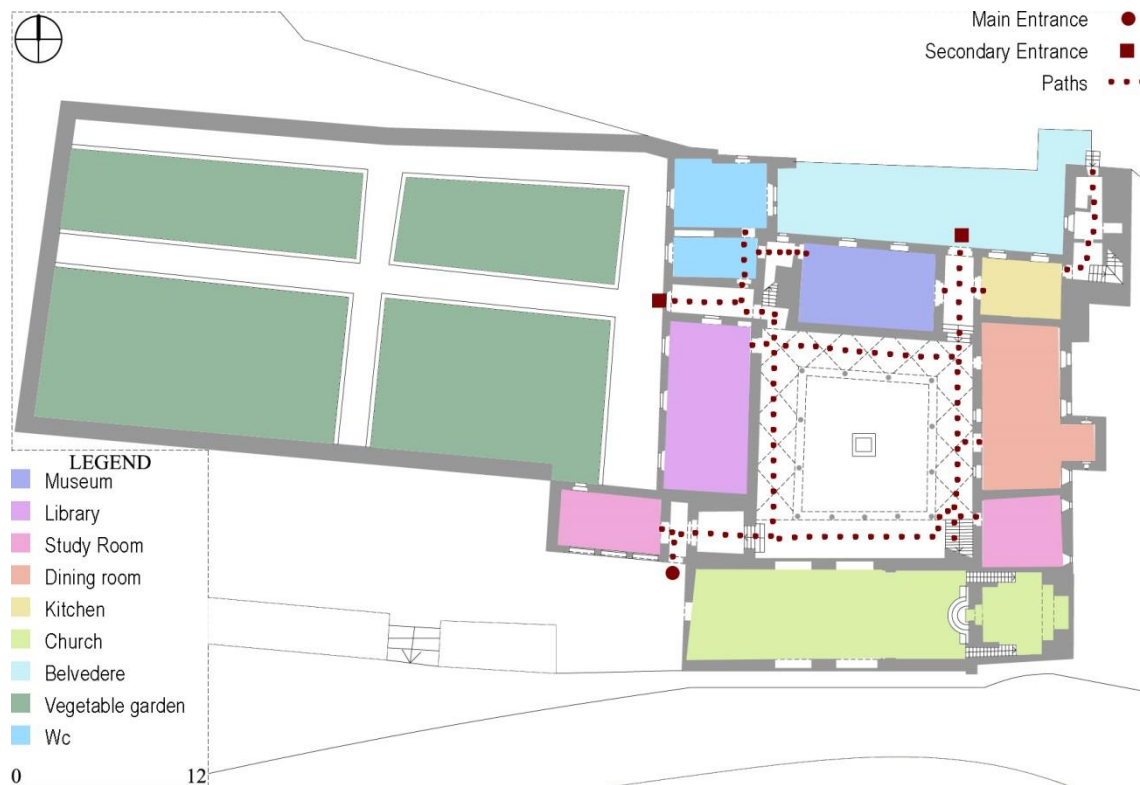 Main Entrance
Secondary Entrance
Paths
LEGEND
Museum
Library
Study Room
Dining room
Kitchen
Church
Belvedere
Vegetable garden
Wc
0 12